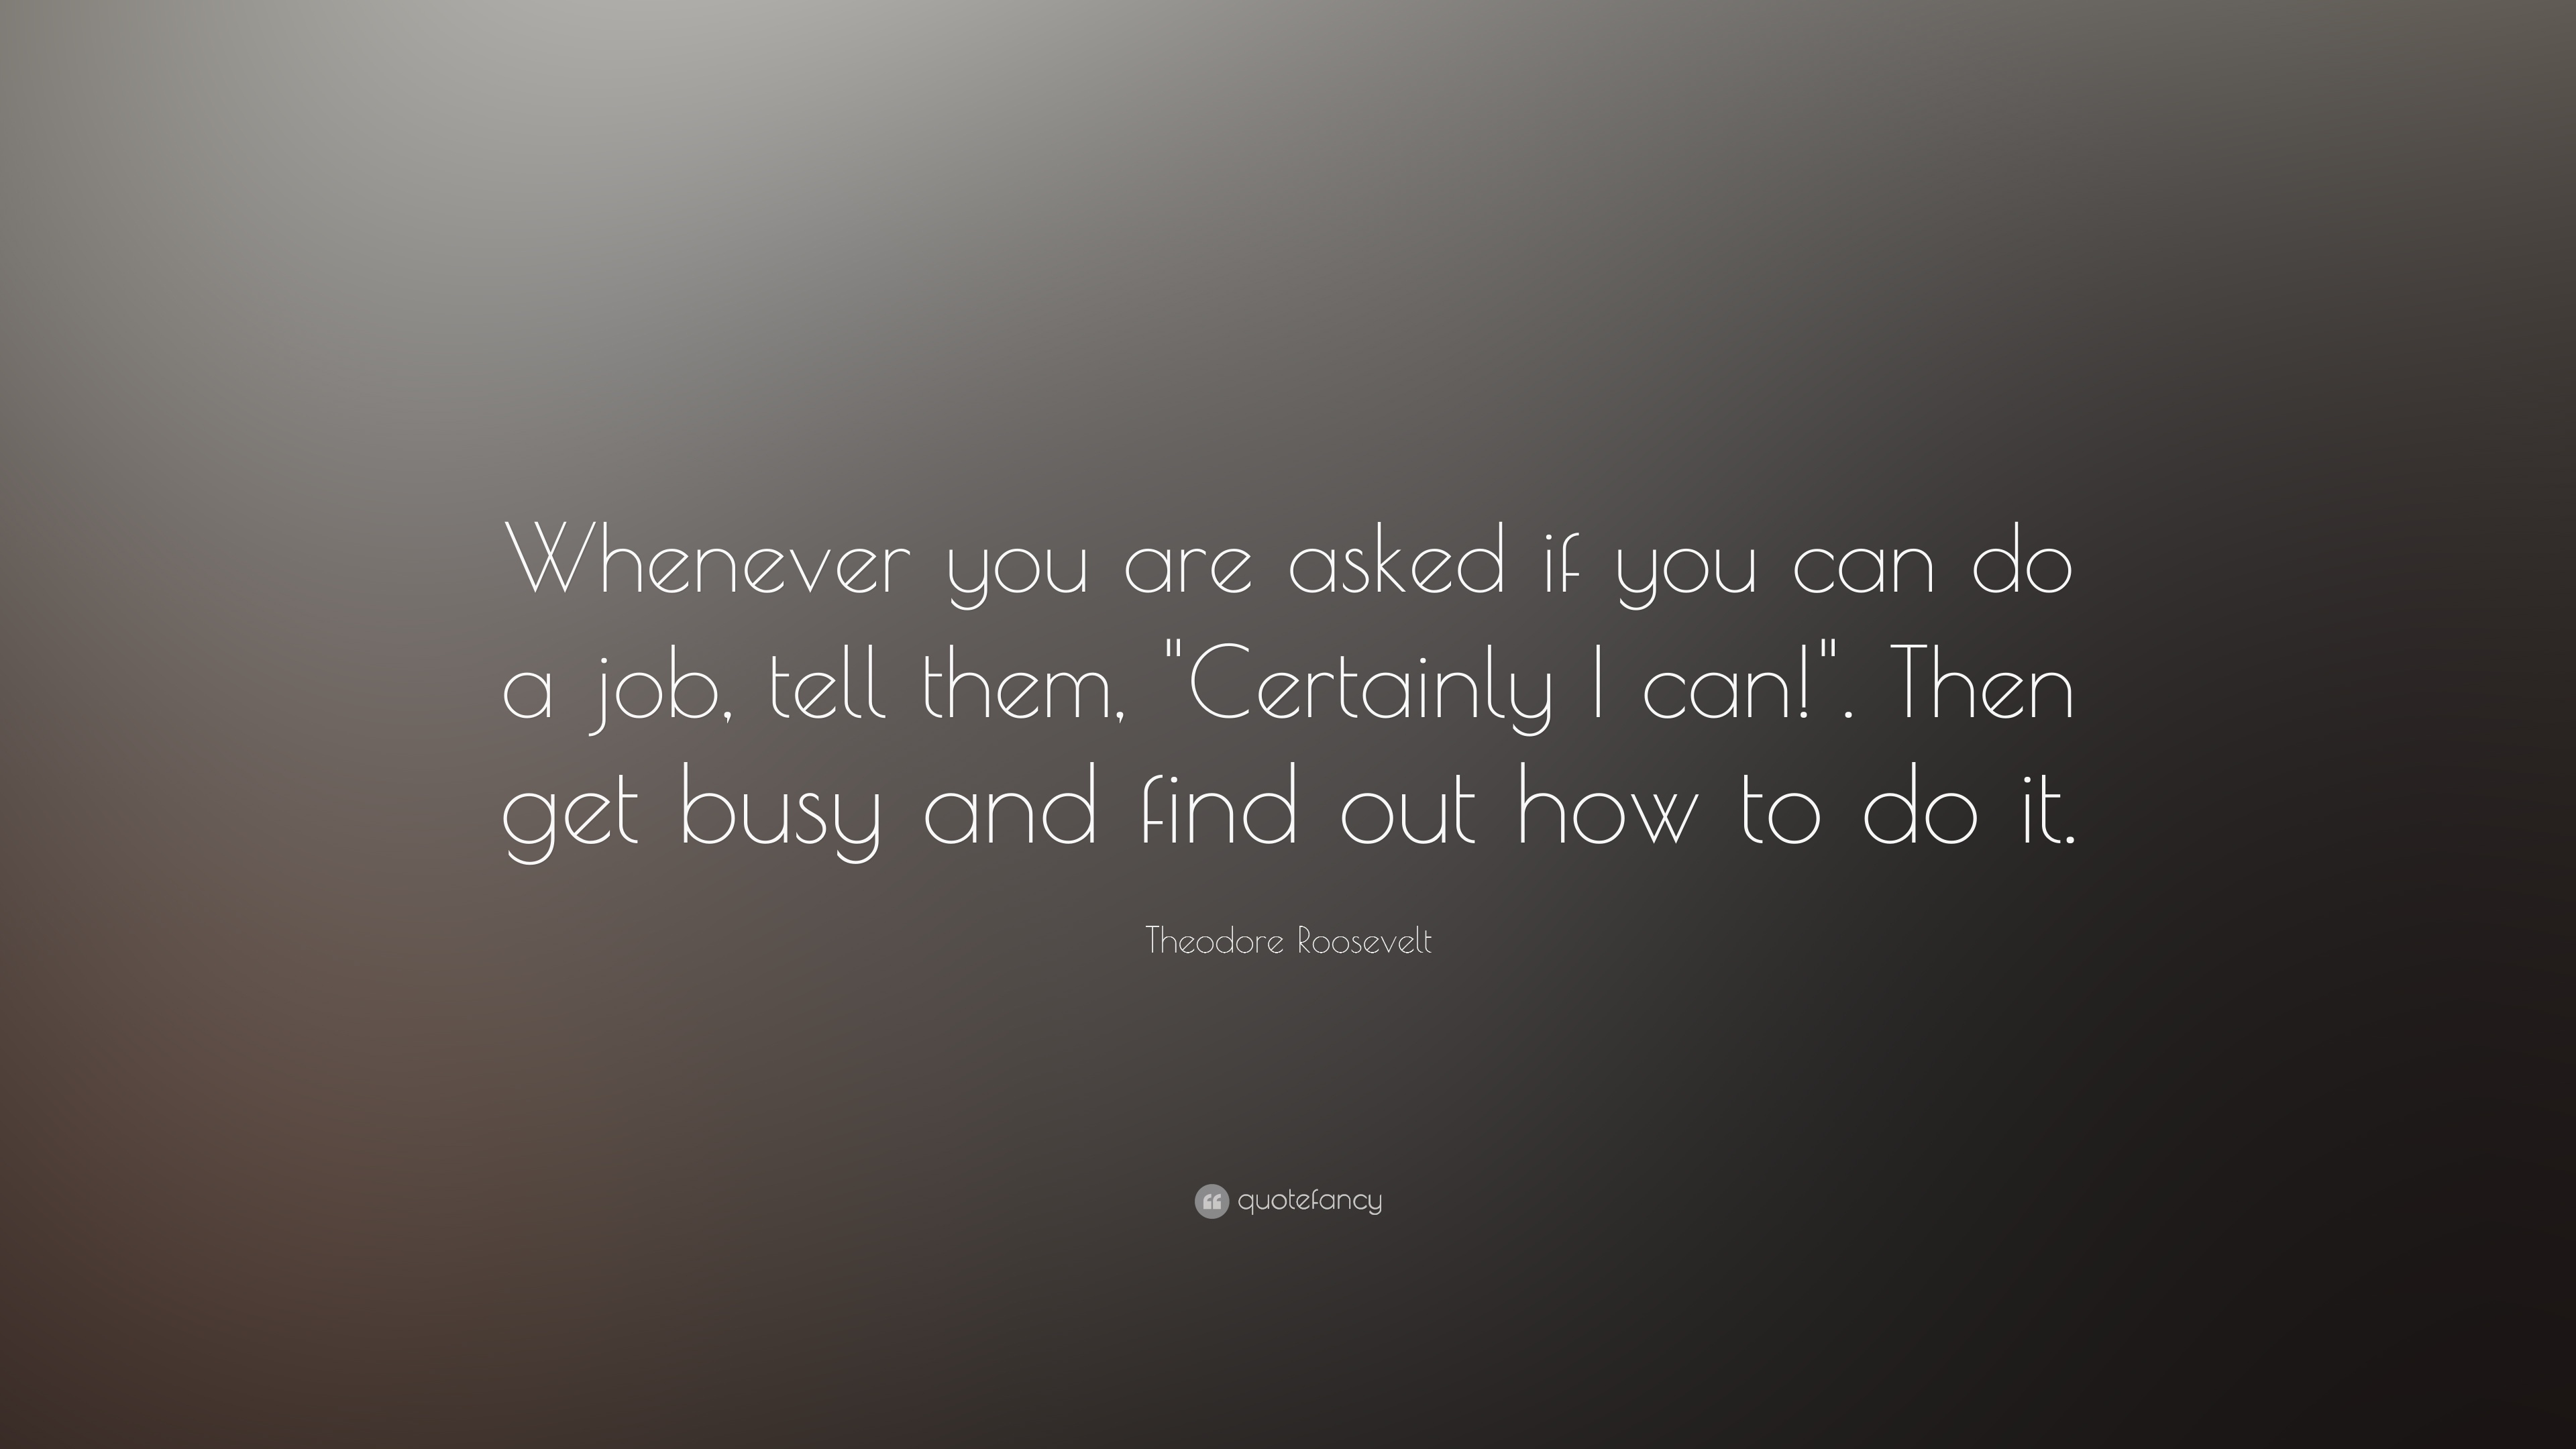 Whenever you are asked if you can do
a job, tell them, "Certainly I can!". Then
get busy and find out how to do it.
Theodore Roosevelt
quotefancy